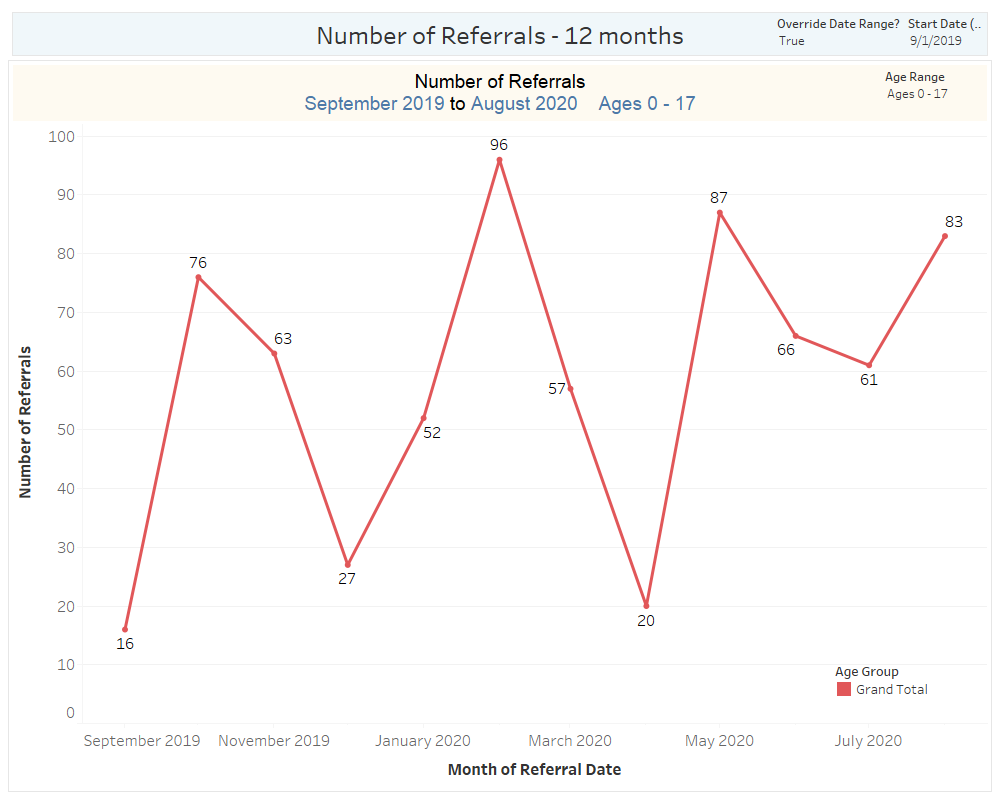 Number of Referrals - 12 months
Override Date Range?
True
Start Date (..
9/1/2019
Number of Referrals
September 2019 to August 2020 Ages 0 - 17
Age Range
Ages 0 - 17
Number of Referrals
100
90
80
70
60
50
40
30
20
10
0
16
76
63
27
52
96
57
20
87
66
61
83
Age Group
Grand Total
September 2019
November 2019
January 2020
March 2020
May 2020
July 2020
Month of Referral Date